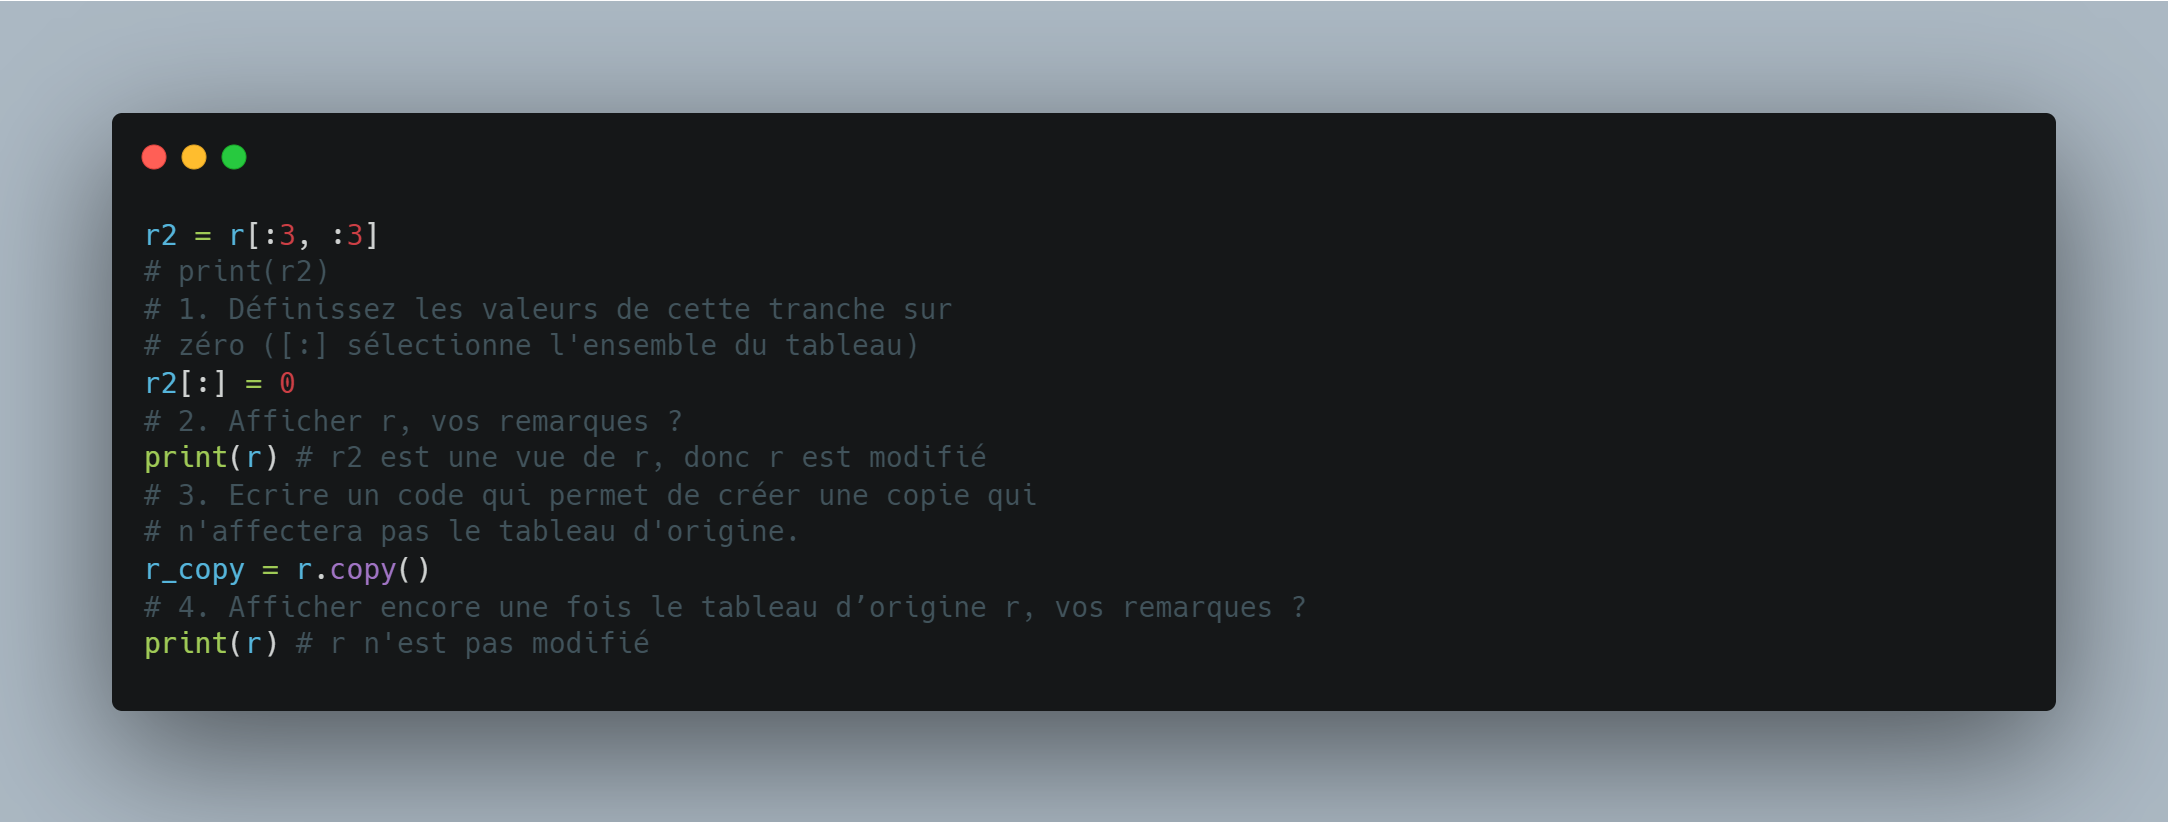 r2 = r[:3, :3]
# print(r2)
# 1. Définissez les valeurs de cette tranche sur
# zéro ([:] sélectionne l'ensemble du tableau)
r2[:] = 0
# 2. Afficher r, vos remarques ?
print(r) # r2 est une vue de r, donc r est modifié
# 3. Ecrire un code qui permet de créer une copie qui
# n'affectera pas le tableau d'origine.
r_copy = r.copy()
# 4. Afficher encore une fois le tableau d’origine r, vos remarques ?
print(r) # r n'est pas modifié